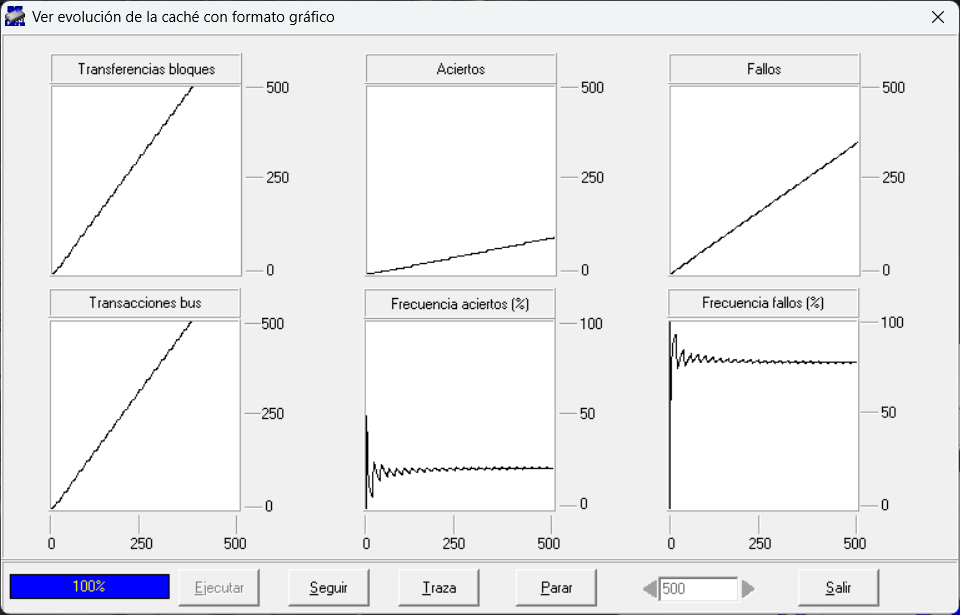 Ver evolución de la caché con formato gráfico
Transferencias bloques
Aciertos
Fallos
500
250
0
500
250
0
500
250
0
Transacciones bus
Frecuencia aciertos (%)
Frecuencia fallos (%)
500
250
0
100
50
0
100
50
0
0 250 500
0 250 500
0 250 500
100%
Ejecutar
Seguir
Traza
Parar
500
Salir